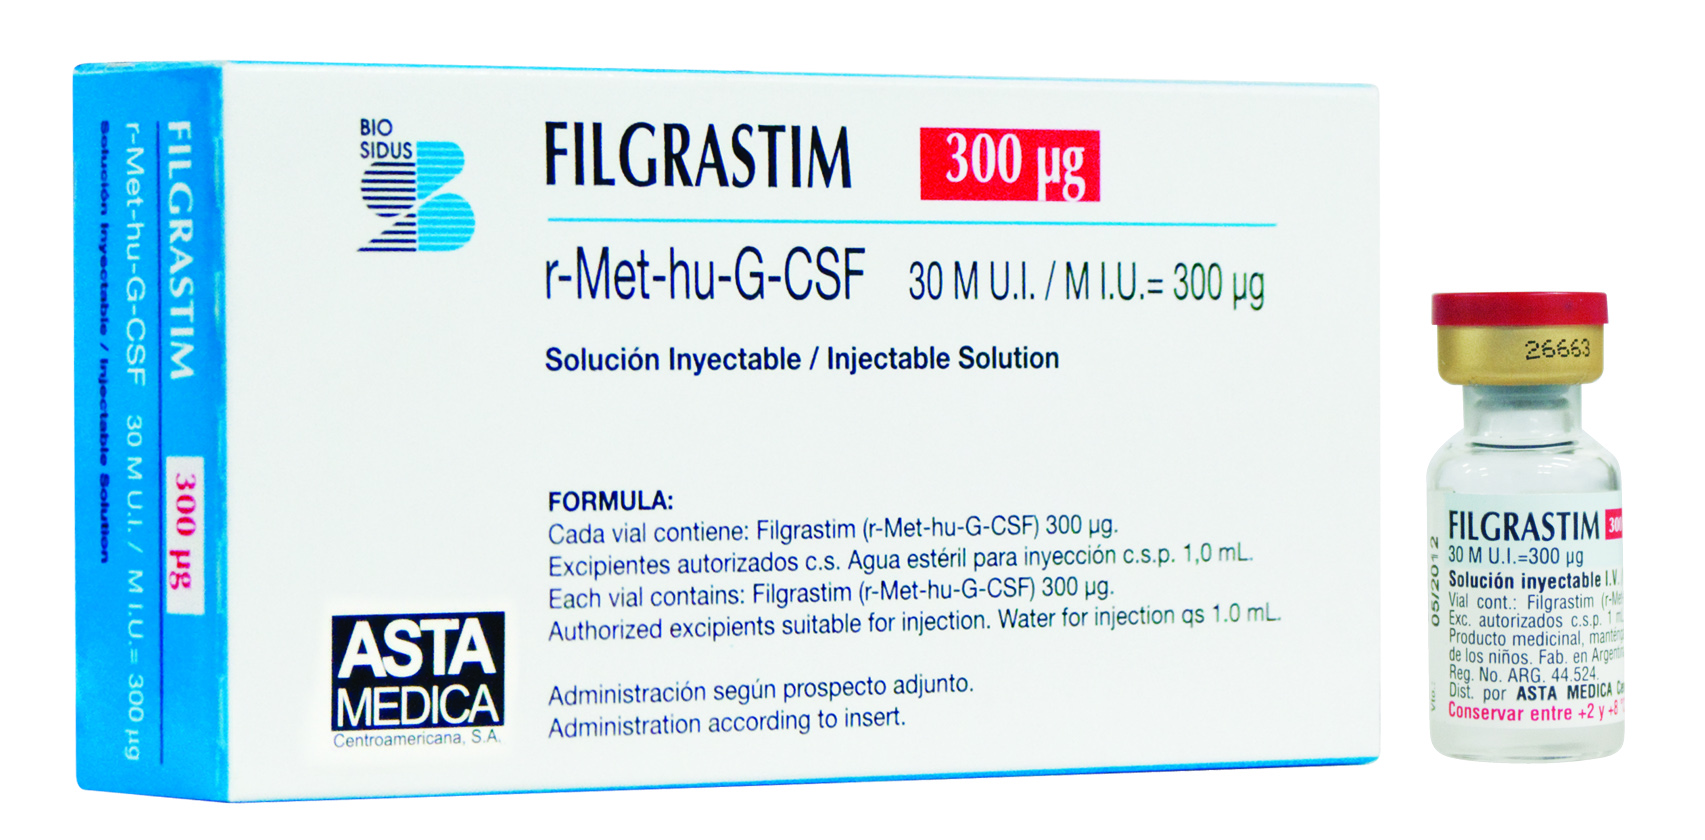 FILGRASTIM 300 µg
r-Met-hu-G-CSF 30 M U.I. / M I.U.= 300 µg
Solución Inyectable / Injectable Solution
BIO
SIDUS
FILGRASTIM 300 µg
r-Met-hu-G-CSF 30 M U.I. / M I.U.= 300 µg
Solución Inyectable / Injectable Solution
FORMULA:
Cada vial contiene: Filgrastim (r-Met-hu-G-CSF) 300 µg.
Excipientes autorizados c.s. Agua estéril para inyección c.s.p. 1,0 mL.
Each vial contains: Filgrastim (r-Met-hu-G-CSF) 300 µg.
Authorized excipients suitable for injection. Water for injection qs 1.0 mL.
Administración según prospecto adjunto.
Administration according to insert.
ASTA
MEDICA
Centroamericana, S.A.
26663
FILGRASTIM 300
30 M U.I.=300 µg
Solución inyectable I.V.
Vial cont.: Filgrastim (r-Me
Exc. autorizados c.s.p. 1
Producto medicinal,
de los niños. Fab. en
Reg. No. ARG. 44.524.
Dist. por ASTA MEDICA
Conservar entre +2 y +8
05/2012